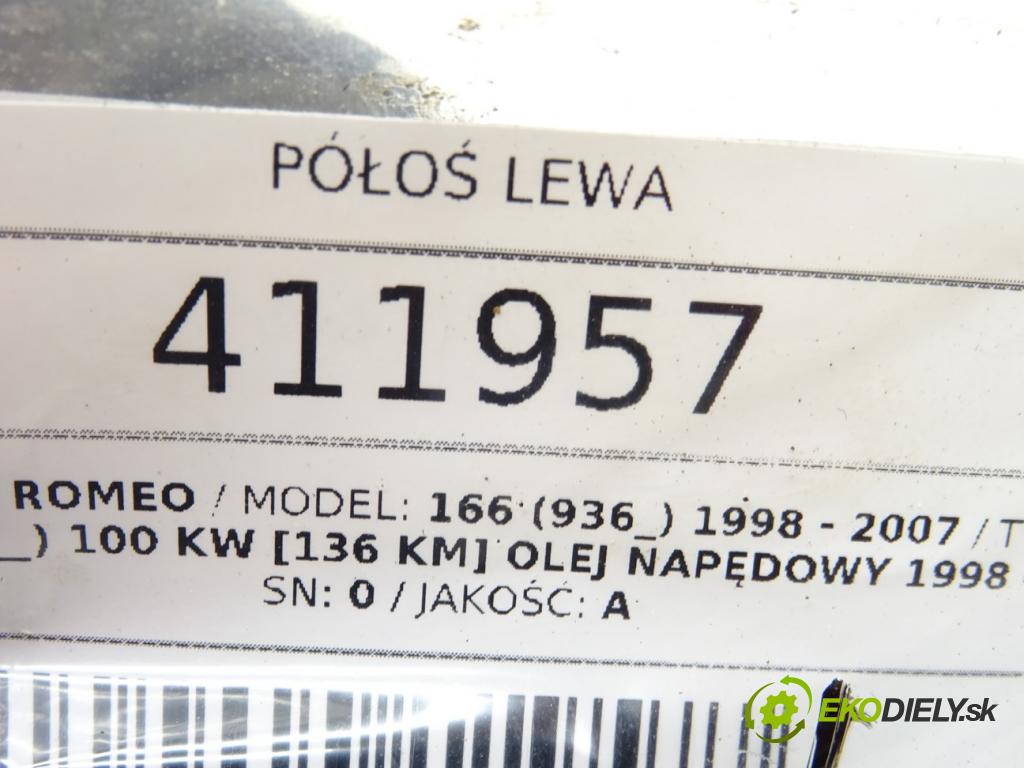 PÓŁOŚ LEWA
411957
ROMEO / MODEL: 166 (936_) 1998 - 2007 / T
_) 100 KW [136 KM] OLEJ NAPĘDOWY 1998
SN: 0 / JAKOŚĆ: A
EKODIELY.sk